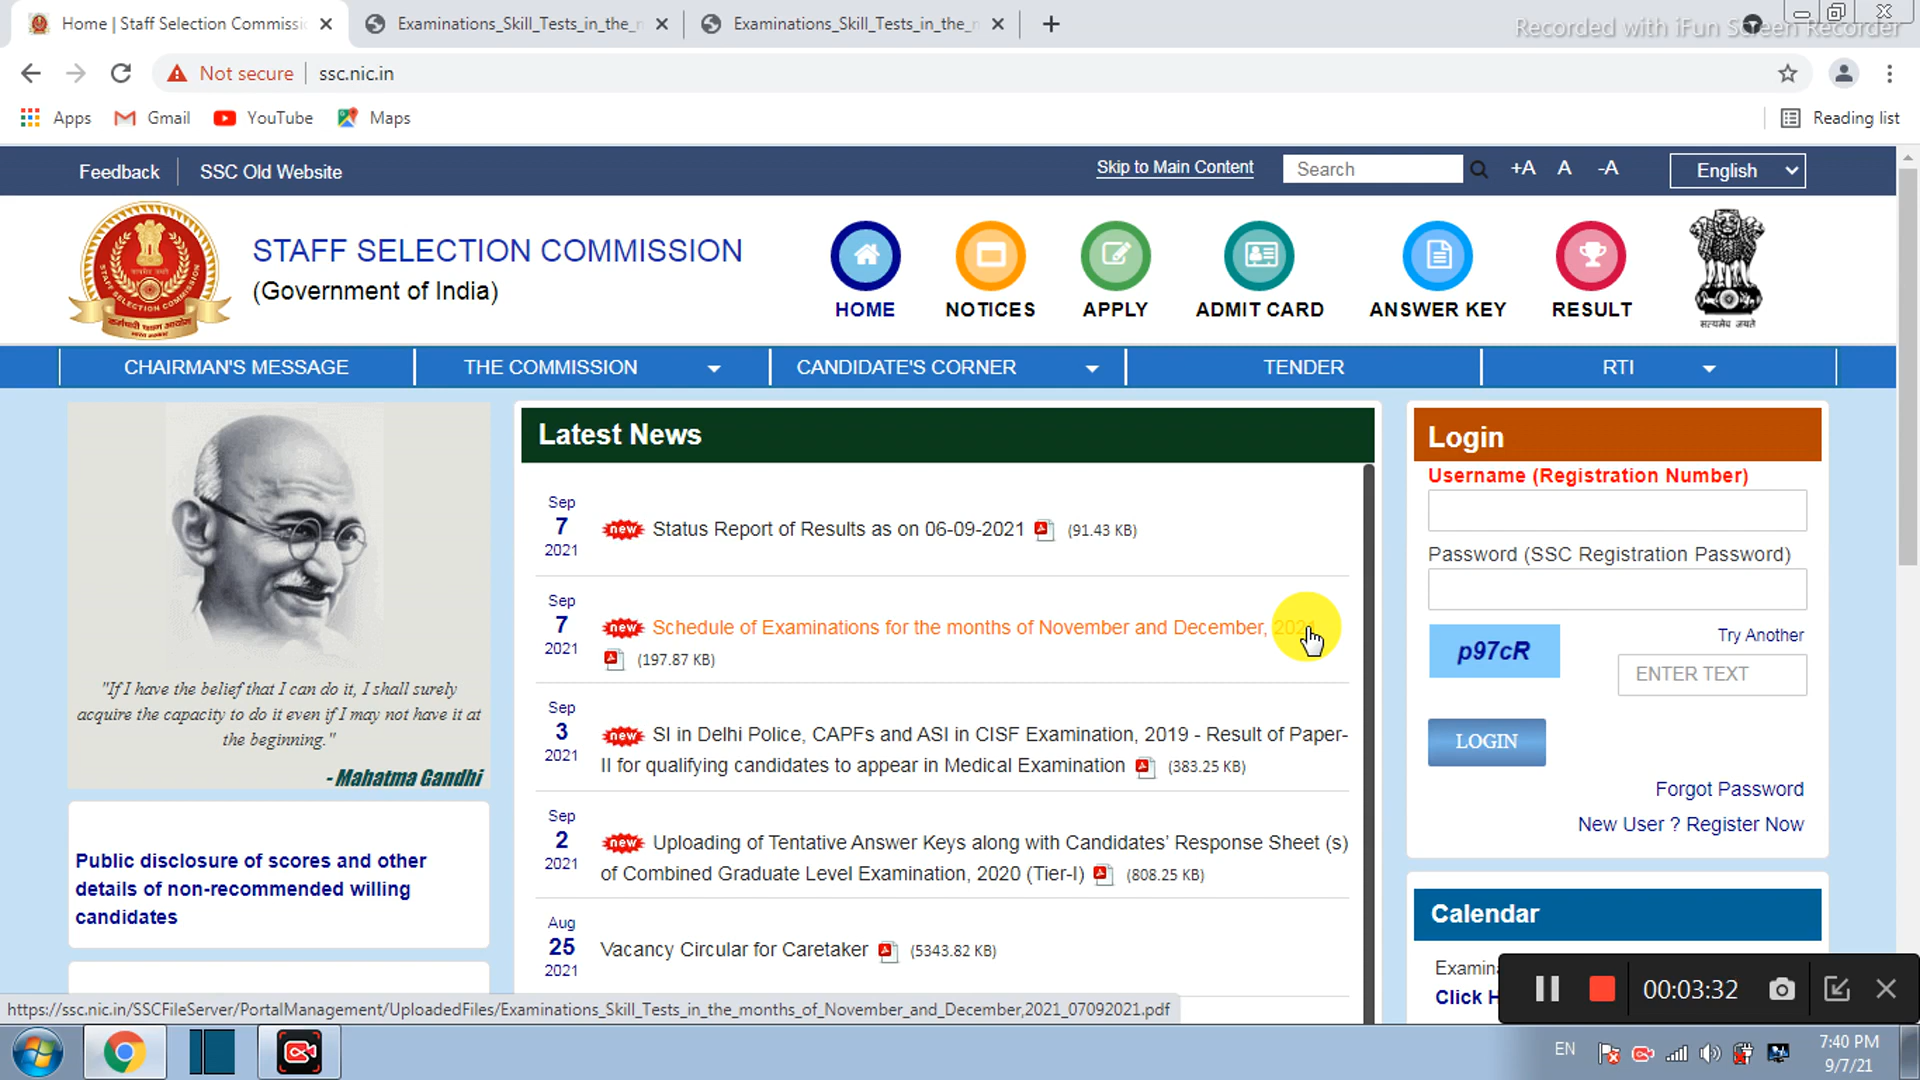 Home | Staff Selection Commissi
Examinations_Skill_Tests_in_the_
Examinations_Skill_Tests_in_the_
Recorded with iFun Screen Recorder
Not secure
ssc.nic.in
Apps
Gmail
YouTube
Maps
Reading list
Feedback
SSC Old Website
Skip to Main Content
Search
+A A -A
English
STAFF SELECTION COMMISSION
(Government of India)
HOME
NOTICES
APPLY
ADMIT CARD
ANSWER KEY
RESULT
सत्यमेव जयते
CHAIRMAN'S MESSAGE
THE COMMISSION
CANDIDATE'S CORNER
TENDER
RTI
"If I have the belief that I can do it, I shall surely
acquire the capacity to do it even if I may not have it at
the beginning."
- Mahatma Gandhi
Public disclosure of scores and other
details of non-recommended willing
candidates
Latest News
Sep
7
2021
new Status Report of Results as on 06-09-2021 (91.43 KB)
Sep
7
2021
new Schedule of Examinations for the months of November and December, 2021
(197.87 KB)
Sep
3
2021
new SI in Delhi Police, CAPFs and ASI in CISF Examination, 2019 - Result of Paper-
II for qualifying candidates to appear in Medical Examination (383.25 KB)
Sep
2
2021
new Uploading of Tentative Answer Keys along with Candidates’ Response Sheet (s)
of Combined Graduate Level Examination, 2020 (Tier-I) (808.25 KB)
Aug
25
2021
Vacancy Circular for Caretaker (5343.82 KB)
Login
Username (Registration Number)
Password (SSC Registration Password)
p97cR
Try Another
ENTER TEXT
LOGIN
Forgot Password
New User ? Register Now
Calendar
Examin
Click H
00:03:32
https://ssc.nic.in/SSCFileServer/PortalManagement/UploadedFiles/Examinations_Skill_Tests_in_the_months_of_November_and_December,2021_07092021.pdf
EN
7:40 PM
9/7/21